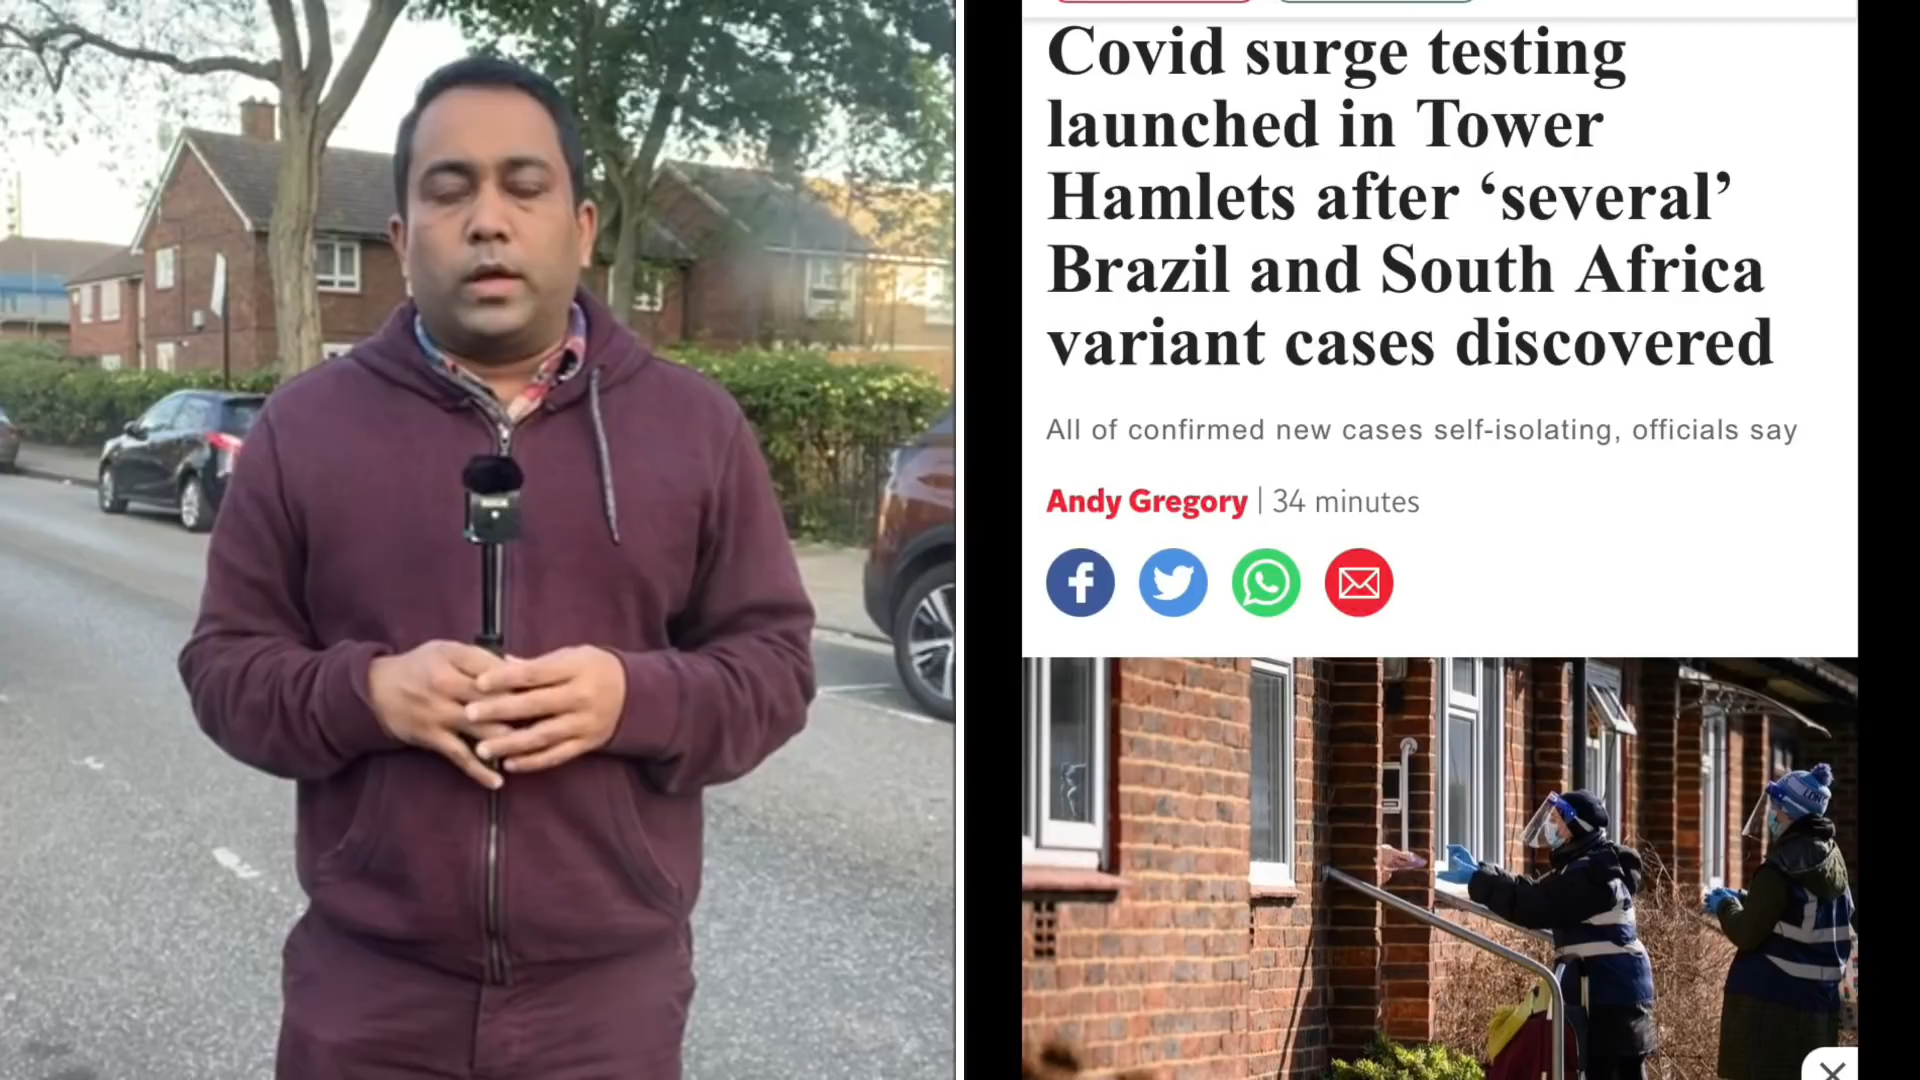 Covid surge testing
launched in Tower
Hamlets after ‘several’
Brazil and South Africa
variant cases discovered
All of confirmed new cases self-isolating, officials say
Andy Gregory | 34 minutes